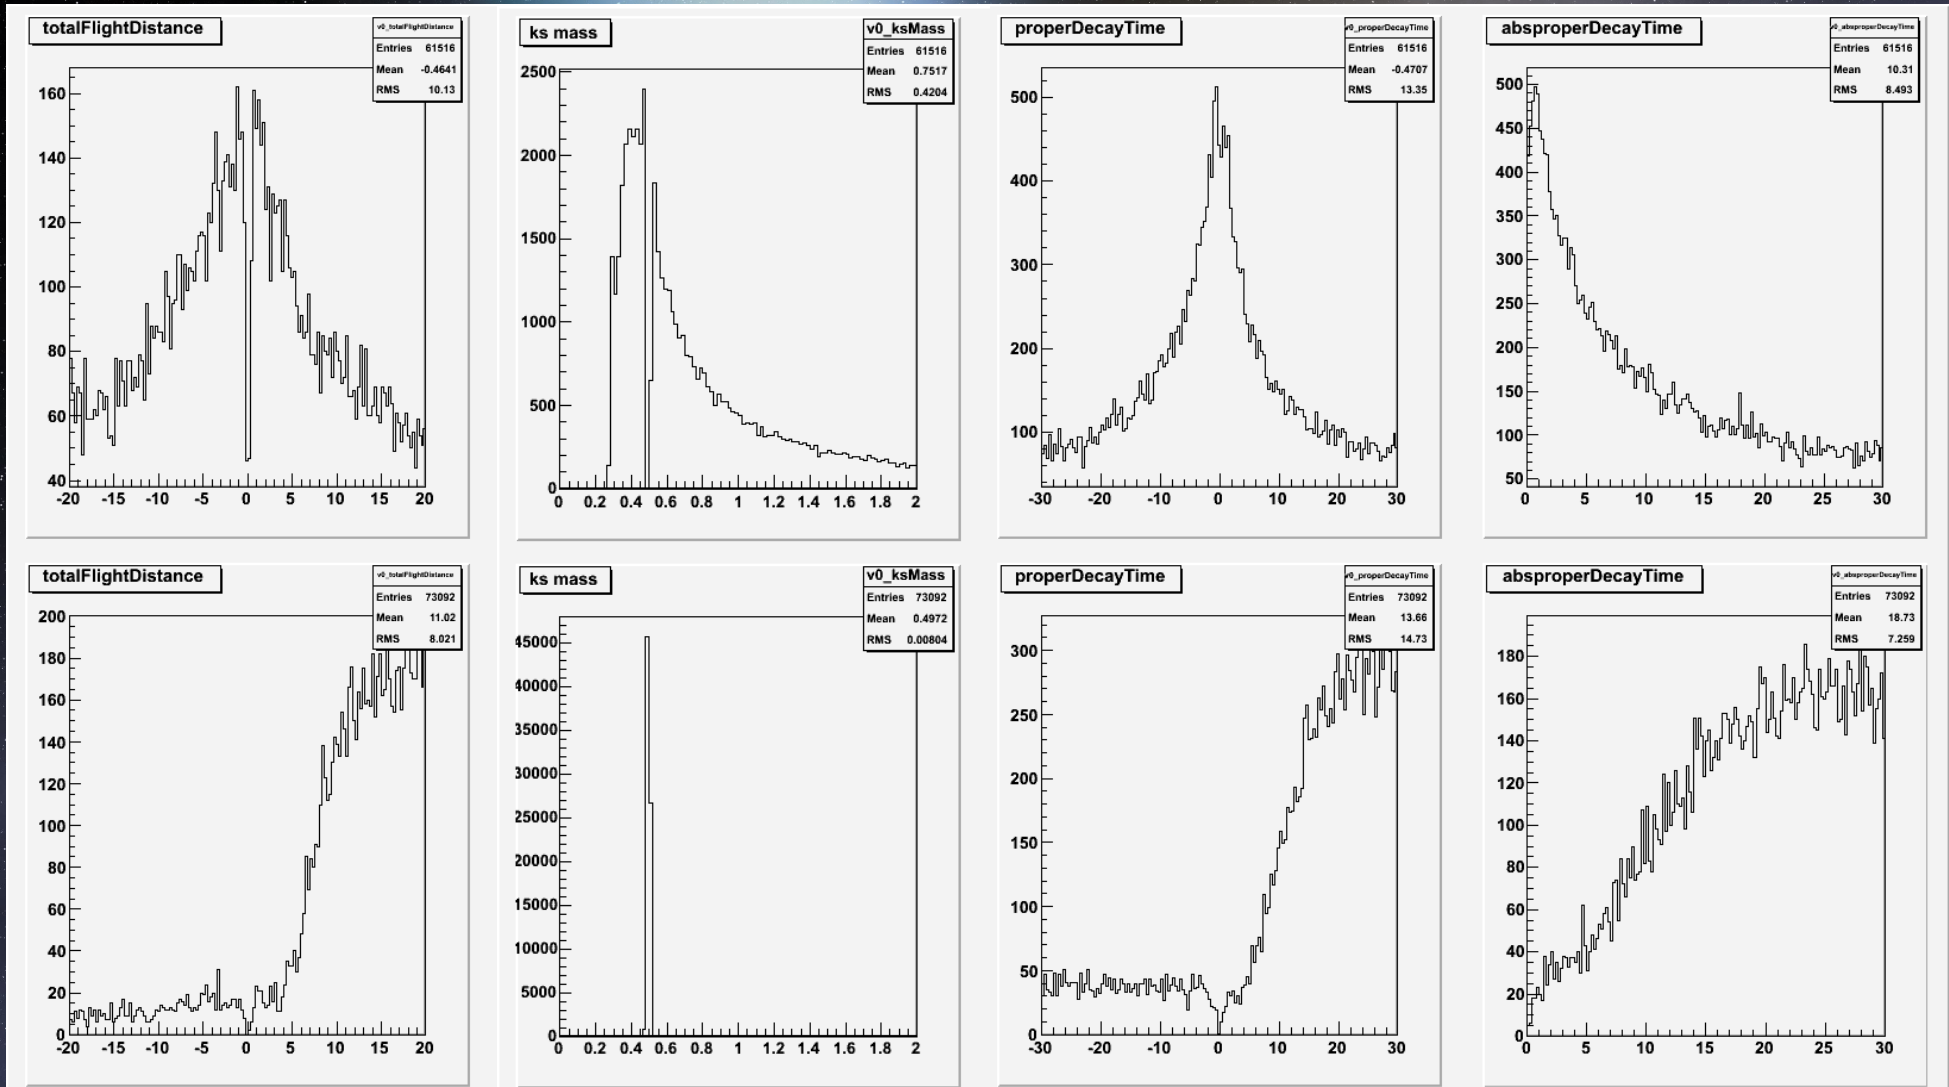 totalFlightDistance
v0_totalFlightDistance
Entries 61516
Mean -0.4641
RMS 10.13
160
140
120
100
80
60
40
-20 -15 -10 -5 0 5 10 15 20
ks mass
v0_ksMass
Entries 61516
Mean 0.7517
RMS 0.4204
2500
2000
1500
1000
500
0
0 0.2 0.4 0.6 0.8 1 1.2 1.4 1.6 1.8 2
properDecayTime
v0_properDecayTime
Entries 61516
Mean -0.4707
RMS 13.35
500
400
300
200
100
-30 -20 -10 0 10 20 30
absproperDecayTime
v0_absproperDecayTime
Entries 61516
Mean 10.31
RMS 8.493
500
450
400
350
300
250
200
150
100
50
0 5 10 15 20 25 30
totalFlightDistance
v0_totalFlightDistance
Entries 73092
Mean 11.02
RMS 8.021
200
180
160
140
120
100
80
60
40
20
0
-20 -15 -10 -5 0 5 10 15 20
ks mass
v0_ksMass
Entries 73092
Mean 0.4972
RMS 0.00804
45000
40000
30000
25000
20000
15000
10000
5000
0
0 0.2 0.4 0.6 0.8 1 1.2 1.4 1.6 1.8 2
properDecayTime
v0_properDecayTime
Entries 73092
Mean 13.66
RMS 14.73
300
250
200
150
100
50
0
-30 -20 -10 0 10 20 30
absproperDecayTime
v0_absproperDecayTime
Entries 73092
Mean 18.73
RMS 7.259
180
160
140
120
100
80
60
40
20
0
0 5 10 15 20 25 30